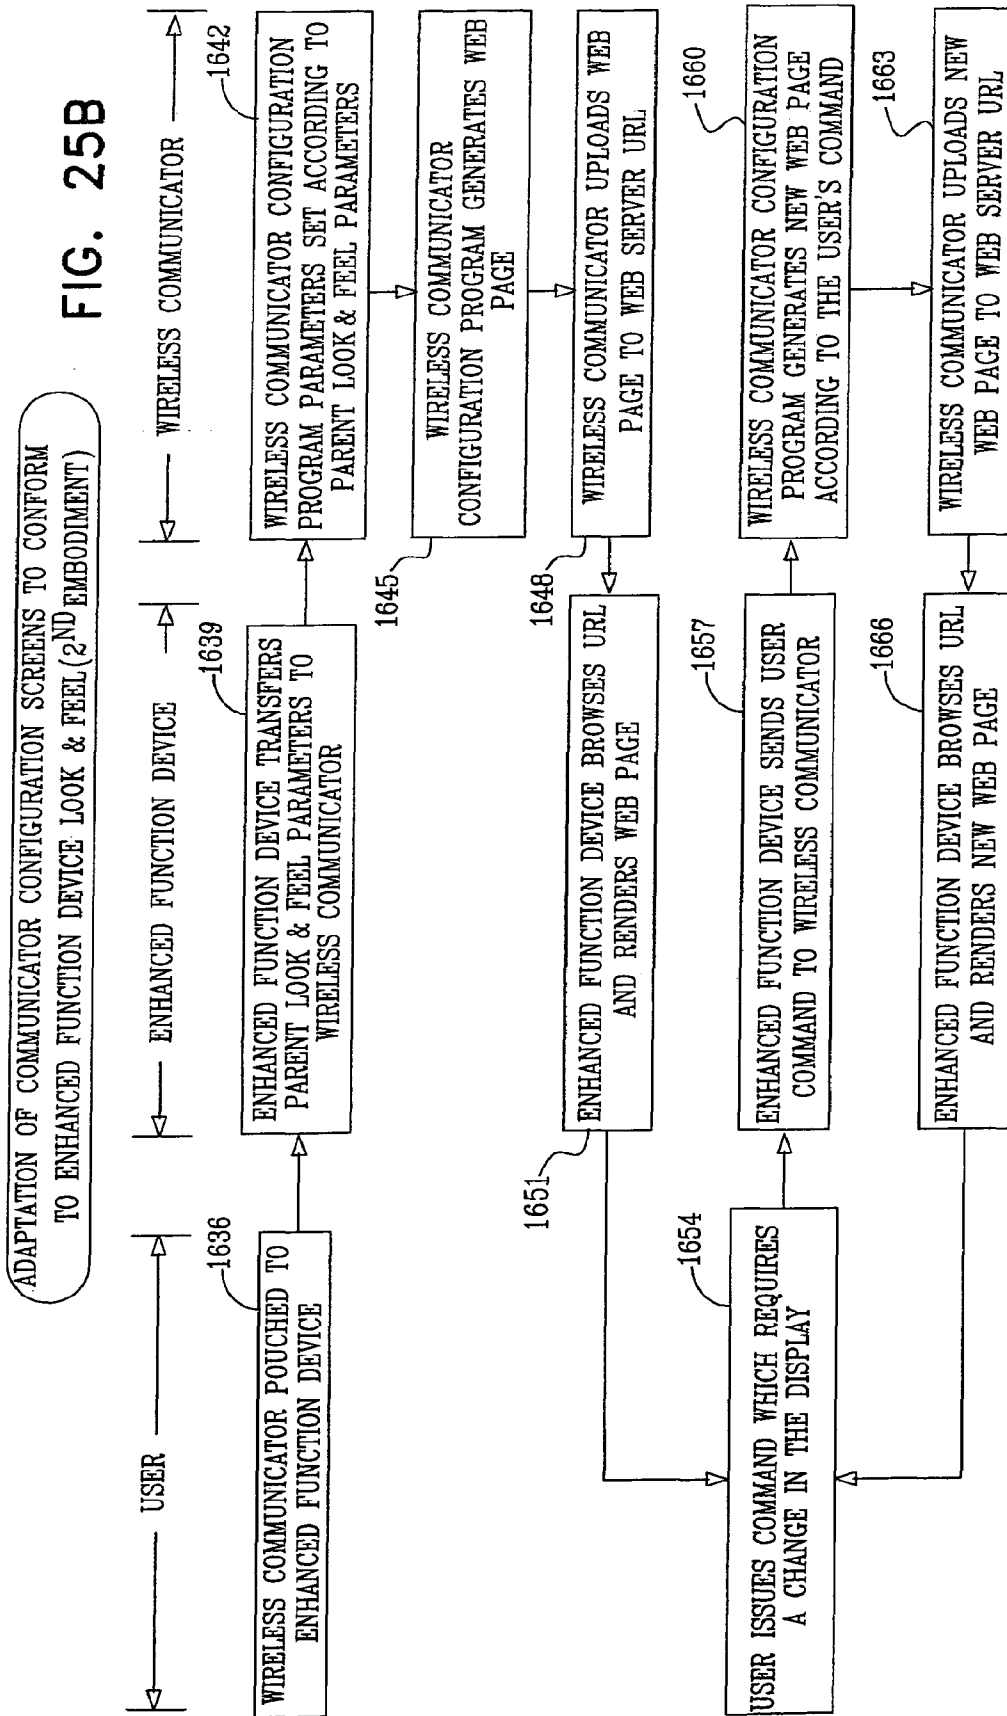 FIG. 25B
ADAPTATION OF COMMUNICATOR CONFIGURATION SCREENS TO CONFORM
TO ENHANCED FUNCTION DEVICE LOOK & FEEL (2ND EMBODIMENT)
USER
ENHANCED FUNCTION DEVICE
WIRELESS COMMUNICATOR
1636
WIRELESS COMMUNICATOR POUCHED TO
ENHANCED FUNCTION DEVICE
1639
ENHANCED FUNCTION DEVICE TRANSFERS
PARENT LOOK & FEEL PARAMETERS TO
WIRELESS COMMUNICATOR
1642
WIRELESS COMMUNICATOR CONFIGURATION
PROGRAM PARAMETERS SET ACCORDING TO
PARENT LOOK & FEEL PARAMETERS
1645
WIRELESS COMMUNICATOR
CONFIGURATION PROGRAM GENERATES WEB
PAGE
1648
WIRELESS COMMUNICATOR UPLOADS WEB
PAGE TO WEB SERVER URL
1651
ENHANCED FUNCTION DEVICE BROWSES URL
AND RENDERS WEB PAGE
1654
USER ISSUES COMMAND WHICH REQUIRES
A CHANGE IN THE DISPLAY
1657
ENHANCED FUNCTION DEVICE SENDS USER
COMMAND TO WIRELESS COMMUNICATOR
1660
WIRELESS COMMUNICATOR CONFIGURATION
PROGRAM GENERATES NEW WEB PAGE
ACCORDING TO THE USER'S COMMAND
1663
WIRELESS COMMUNICATOR UPLOADS NEW
WEB PAGE TO WEB SERVER URL
1666
ENHANCED FUNCTION DEVICE BROWSES URL
AND RENDERS NEW WEB PAGE